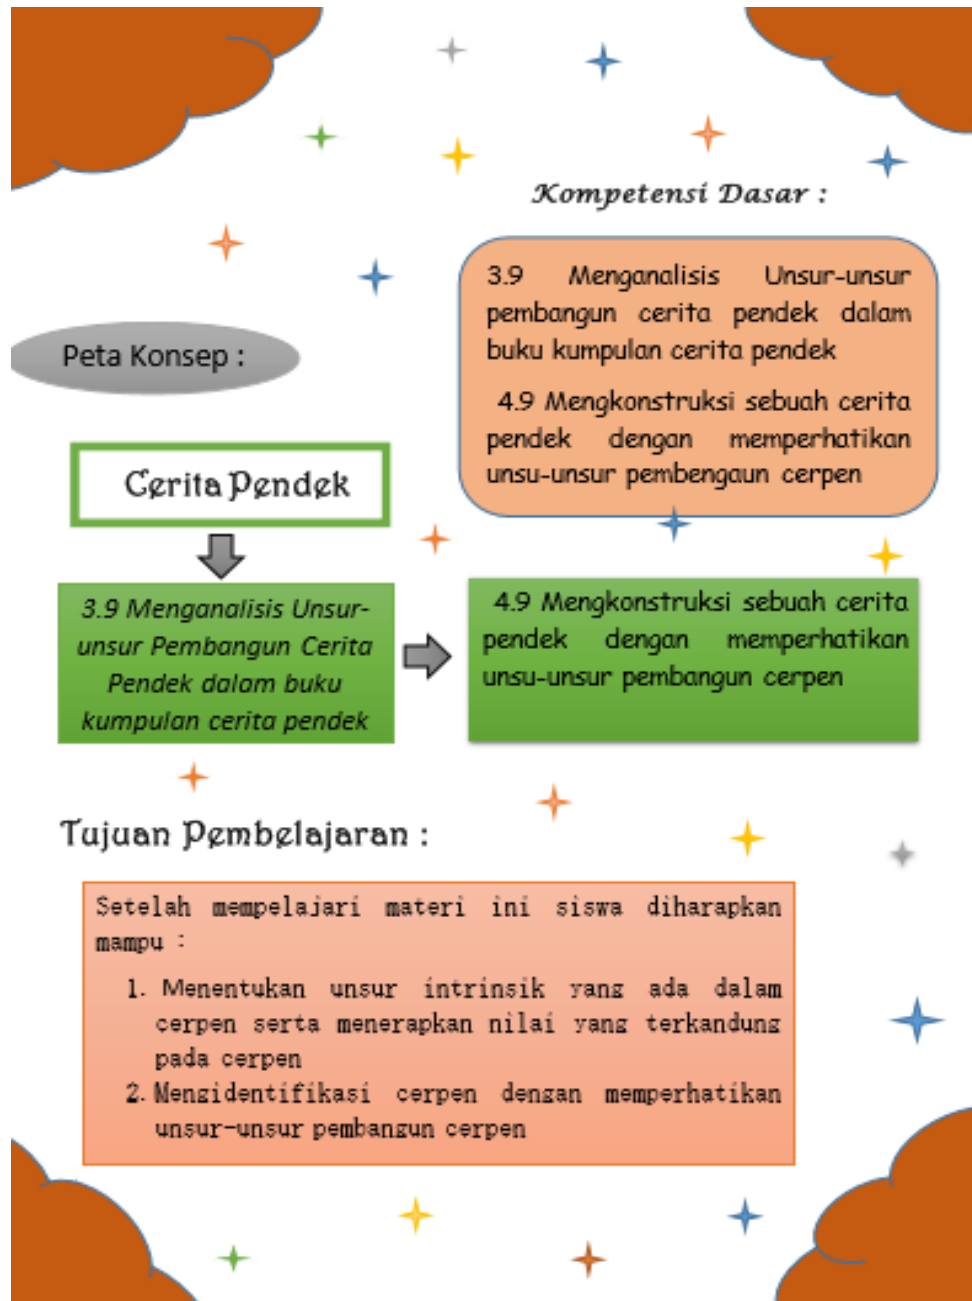 Kompetensi Dasar :
3.9 Menganalisis Unsur-unsur
pembangun cerita pendek dalam
buku kumpulan cerita pendek
4.9 Mengkonstruksi sebuah cerita
pendek dengan memperhatikan
unsu-unsur pembengaun cerpen
Peta Konsep :
Cerita Pendek
3.9 Menganalisis Unsur-
unsur Pembangun Cerita
Pendek dalam buku
kumpulan cerita pendek
4.9 Mengkonstruksi sebuah cerita
pendek dengan memperhatikan
unsu-unsur pembangun cerpen
Tujuan Pembelajaran :
Setelah mempelajari materi ini siswa diharapkan
mampu :
1. Menentukan unsur intrinsik yang ada dalam
cerpen serta menerapkan nilai yang terkandung
pada cerpen
2. Mengidentifikasi cerpen dengan memperhatikan
unsur-unsur pembangun cerpen